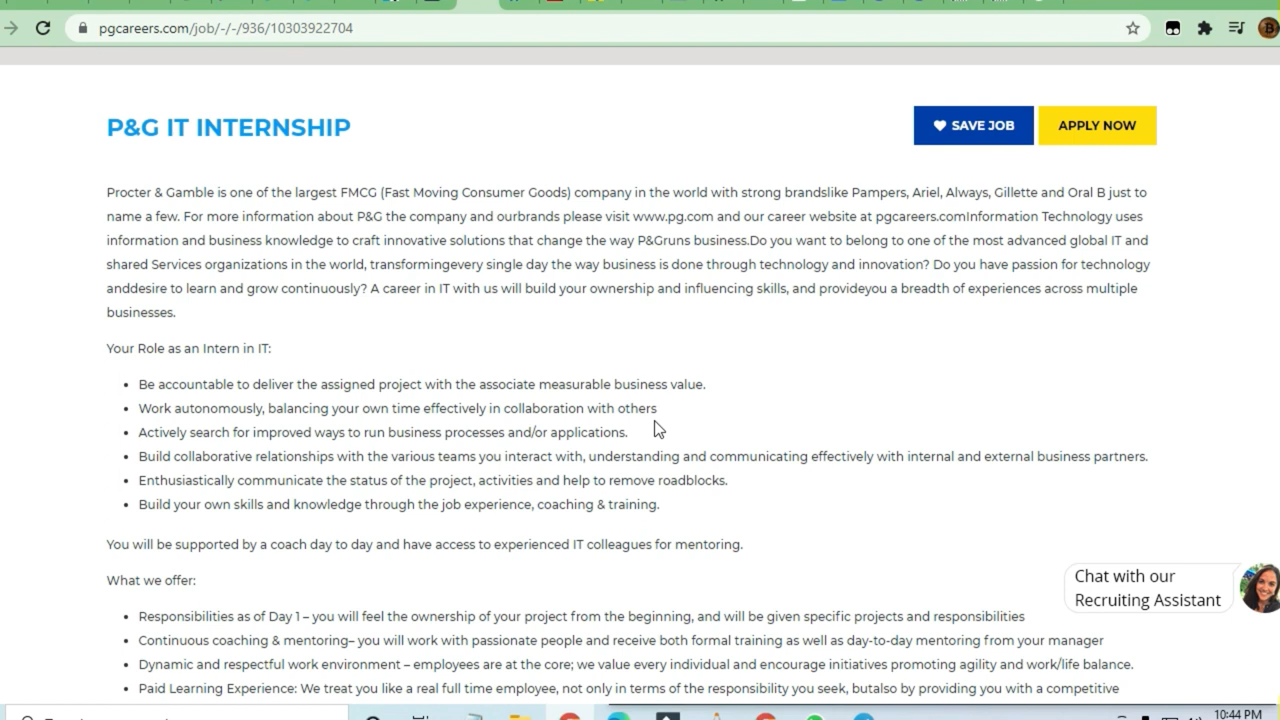 pgcareers.com/job/-/-/936/10303922704
P&G IT INTERNSHIP
SAVE JOB
APPLY NOW
Procter & Gamble is one of the largest FMCG (Fast Moving Consumer Goods) company in the world with strong brandslike Pampers, Ariel, Always, Gillette and Oral B just to
name a few. For more information about P&G the company and ourbrands please visit www.pg.com and our career website at pgcareers.comInformation Technology uses
information and business knowledge to craft innovative solutions that change the way P&Gruns business.Do you want to belong to one of the most advanced global IT and
shared Services organizations in the world, transformingevery single day the way business is done through technology and innovation? Do you have passion for technology
anddesire to learn and grow continuously? A career in IT with us will build your ownership and influencing skills, and provideyou a breadth of experiences across multiple
businesses.
Your Role as an Intern in IT:
• Be accountable to deliver the assigned project with the associate measurable business value.
• Work autonomously, balancing your own time effectively in collaboration with others
• Actively search for improved ways to run business processes and/or applications.
• Build collaborative relationships with the various teams you interact with, understanding and communicating effectively with internal and external business partners.
• Enthusiastically communicate the status of the project, activities and help to remove roadblocks.
• Build your own skills and knowledge through the job experience, coaching & training.
You will be supported by a coach day to day and have access to experienced IT colleagues for mentoring.
What we offer:
Chat with our
Recruiting Assistant
• Responsibilities as of Day 1 – you will feel the ownership of your project from the beginning, and will be given specific projects and responsibilities
• Continuous coaching & mentoring– you will work with passionate people and receive both formal training as well as day-to-day mentoring from your manager
• Dynamic and respectful work environment – employees are at the core; we value every individual and encourage initiatives promoting agility and work/life balance.
• Paid Learning Experience: We treat you like a real full time employee, not only in terms of the responsibility you seek, butalso by providing you with a competitive
10:44 PM